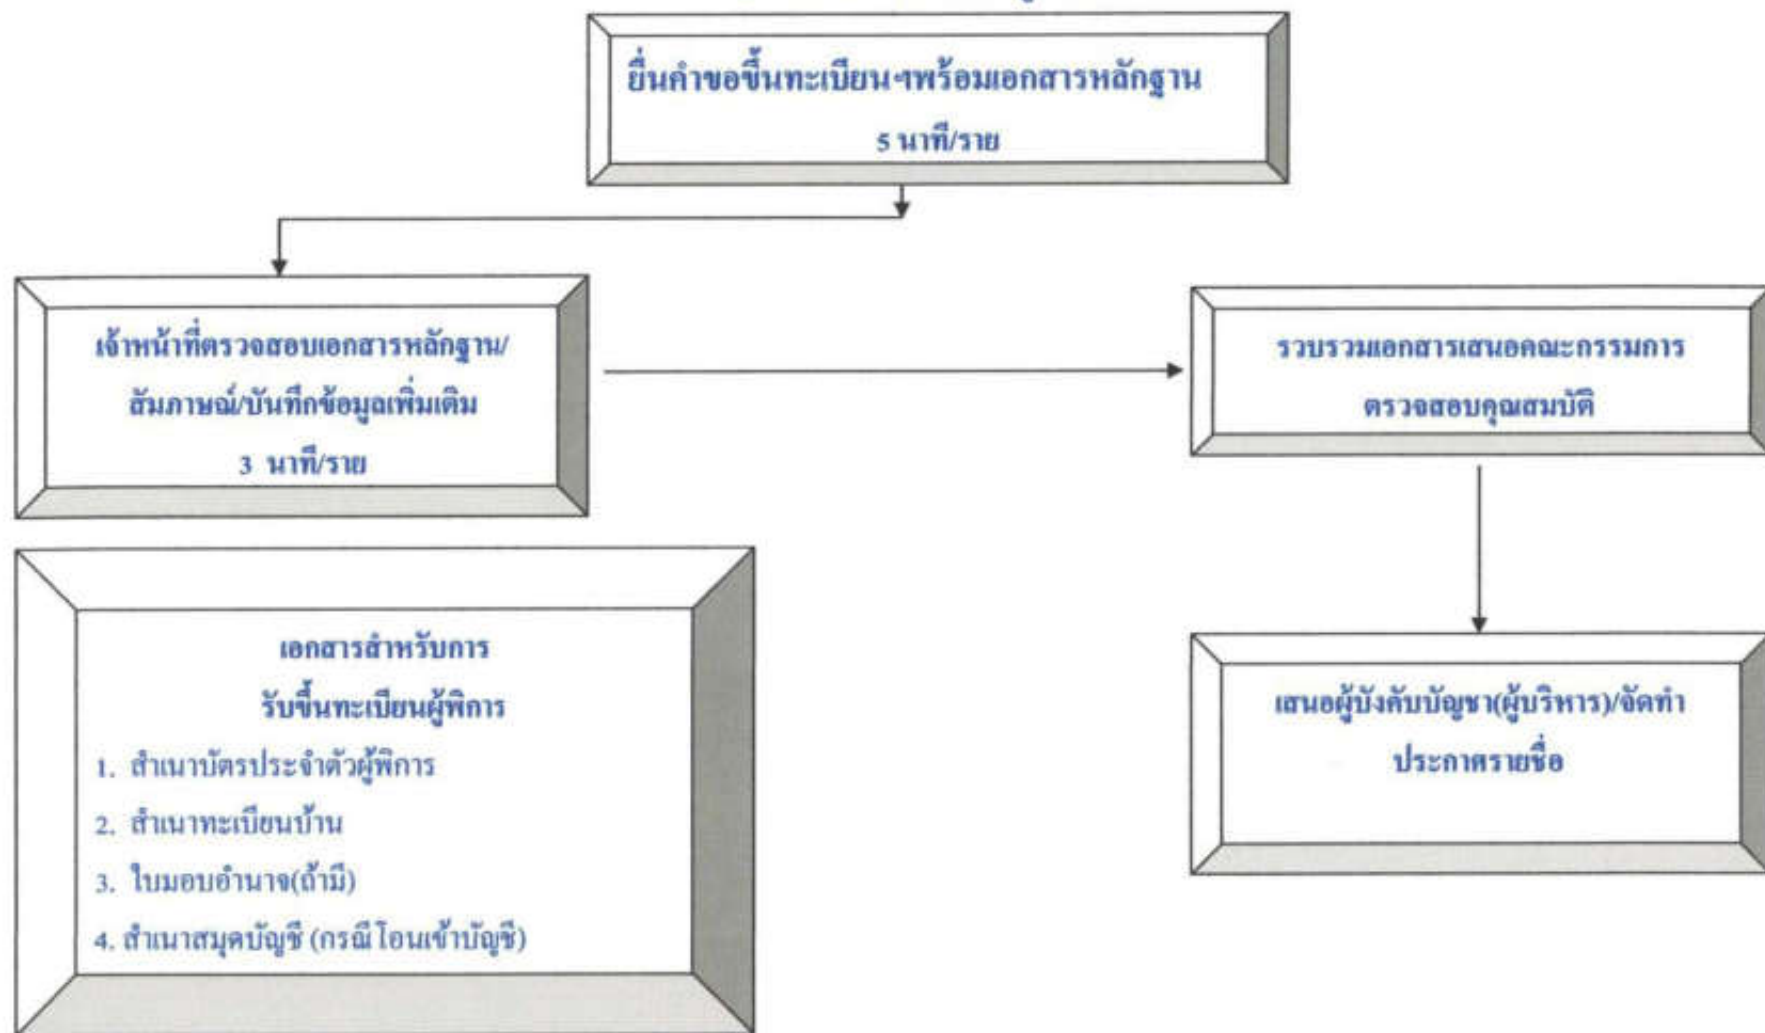 ยื่นคำขอขึ้นทะเบียนฯพร้อมเอกสารหลักฐาน
5 นาที/ราย
เจ้าหน้าที่ตรวจสอบเอกสารหลักฐาน/
สัมภาษณ์/บันทึกข้อมูลเพิ่มเติม
3 นาที/ราย
รวบรวมเอกสารเสนอคณะกรรมการ
ตรวจสอบคุณสมบัติ
เอกสารสำหรับการ
รับขึ้นทะเบียนผู้พิการ
1. สำเนาบัตรประจำตัวผู้พิการ
2. สำเนาทะเบียนบ้าน
3. ใบมอบอำนาจ(ถ้ามี)
4. สำเนาสมุดบัญชี (กรณีโอนเข้าบัญชี)
เสนอผู้บังคับบัญชา(ผู้บริหาร)/จัดทำ
ประกาศรายชื่อ